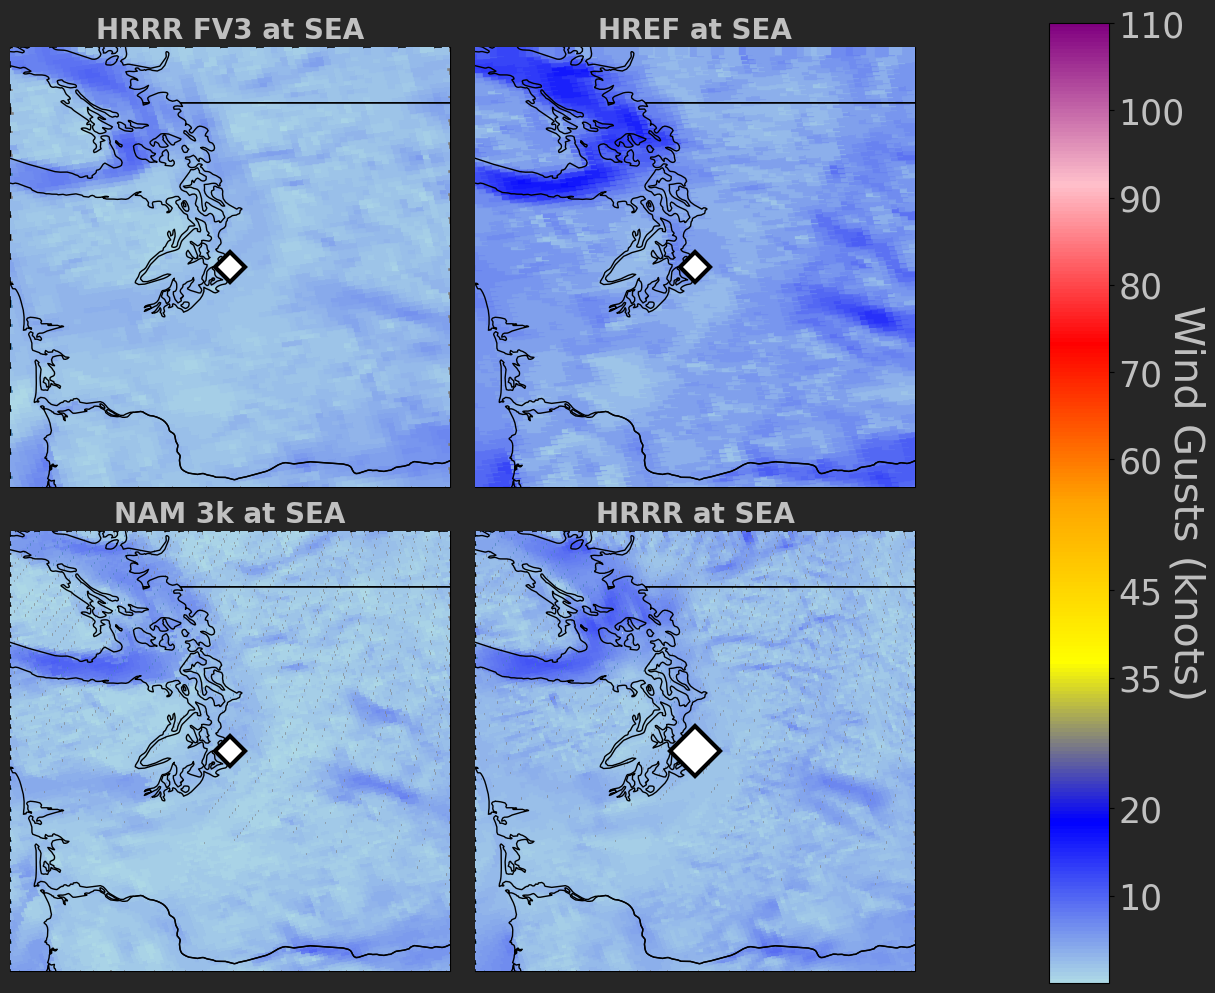 HRRR FV3 at SEA
HREF at SEA
NAM 3k at SEA
HRRR at SEA
110
100
90
80
70
60
45
35
20
10
Wind Gusts (knots)